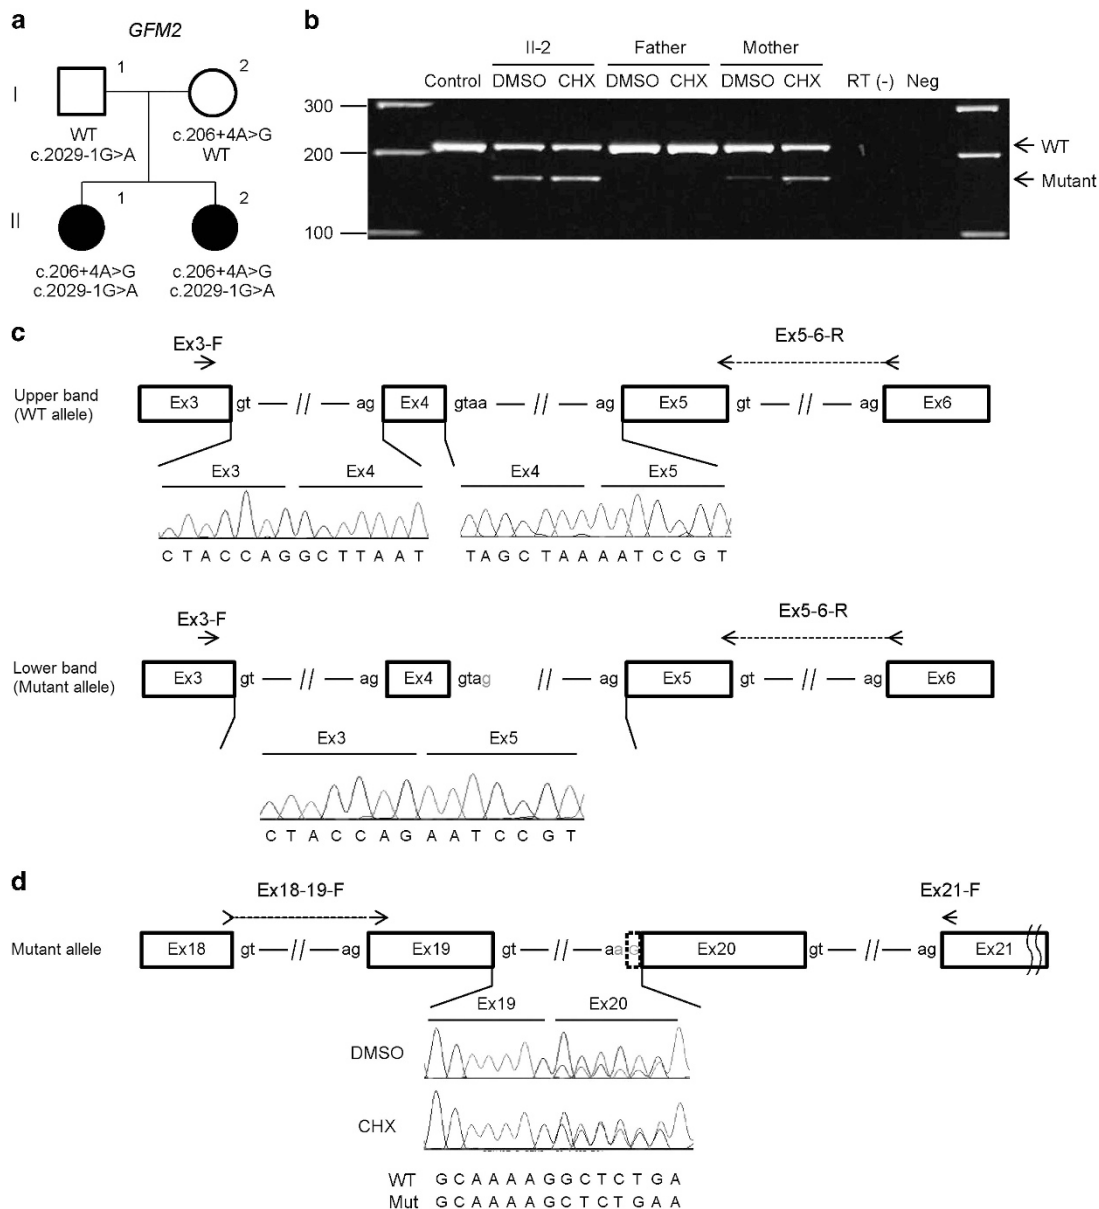 a
GFM2
I
1
2
WT
c.2029-1G>A
c.206+4A>G
WT
II
1
2
c.206+4A>G
c.2029-1G>A
c.206+4A>G
c.2029-1G>A
b
II-2 Father Mother
Control DMSO CHX DMSO CHX DMSO CHX RT (-) Neg
300
200
100
WT
Mutant
c
Ex3-F Ex5-6-R
Upper band
(WT allele)
Ex3 gt // ag Ex4 gtaa // ag Ex5 gt // ag Ex6
Ex3 Ex4 Ex4 Ex5
C T A C C A G G C T T A A T T A G C T A A A A T C C G T
Ex3-F Ex5-6-R
Lower band
(Mutant allele)
Ex3 gt // ag Ex4 gtag // ag Ex5 gt // ag Ex6
Ex3 Ex5
C T A C C A G A A T C C G T
d
Ex18-19-F Ex21-F
Mutant allele
Ex18 gt // ag Ex19 gt // aa G Ex20 gt // ag Ex21
Ex19 Ex20
DMSO
CHX
WT G C A A A A G G C T C T G A
Mut G C A A A A G C T C T G A A